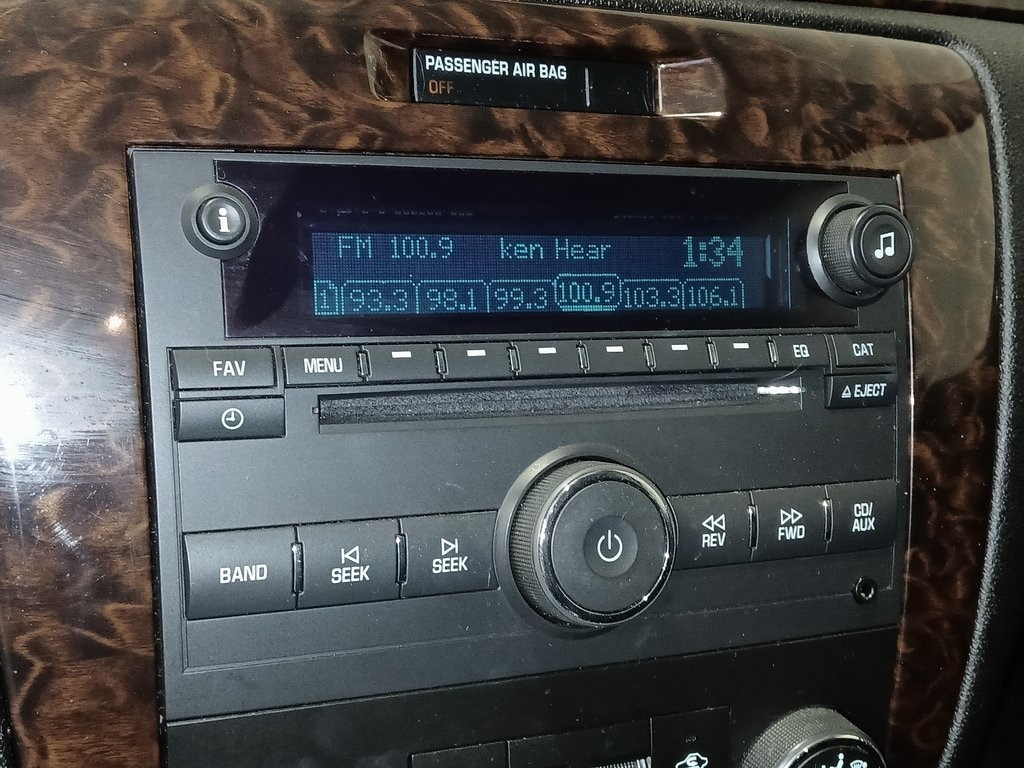 PASSENGER AIR BAG
OFF
i
FM 100.9 ken Hear 1:34
1 93.3 98.1 99.3 100.9 103.3 106.1
FAV MENU EQ CAT
EJECT
BAND SEEK SEEK REV FWD CD/
AUX